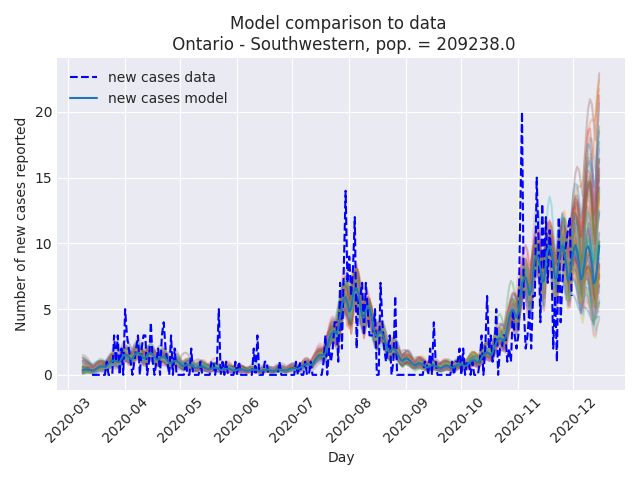 Model comparison to data
Ontario - Southwestern, pop. = 209238.0
new cases data
new cases model
Number of new cases reported
20
15
10
5
0
2020-03
2020-04
2020-05
2020-06
2020-07
2020-08
2020-09
2020-10
2020-11
2020-12
Day